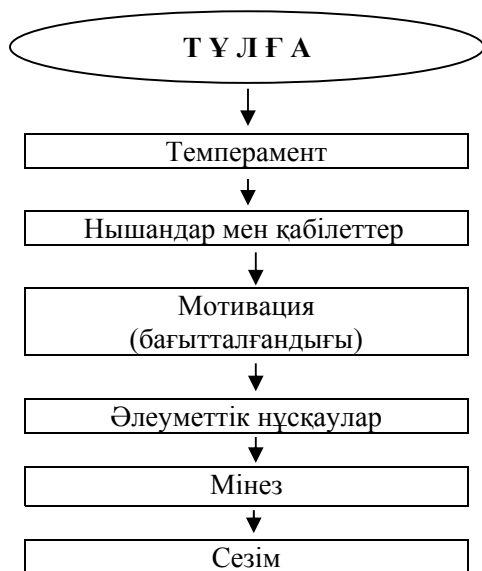 Т Ұ Л Ғ А
Темперамент
Нышандар мен қабілеттер
Мотивация
(бағытталғандығы)
Әлеуметтік нұсқаулар
Мінез
Сезім